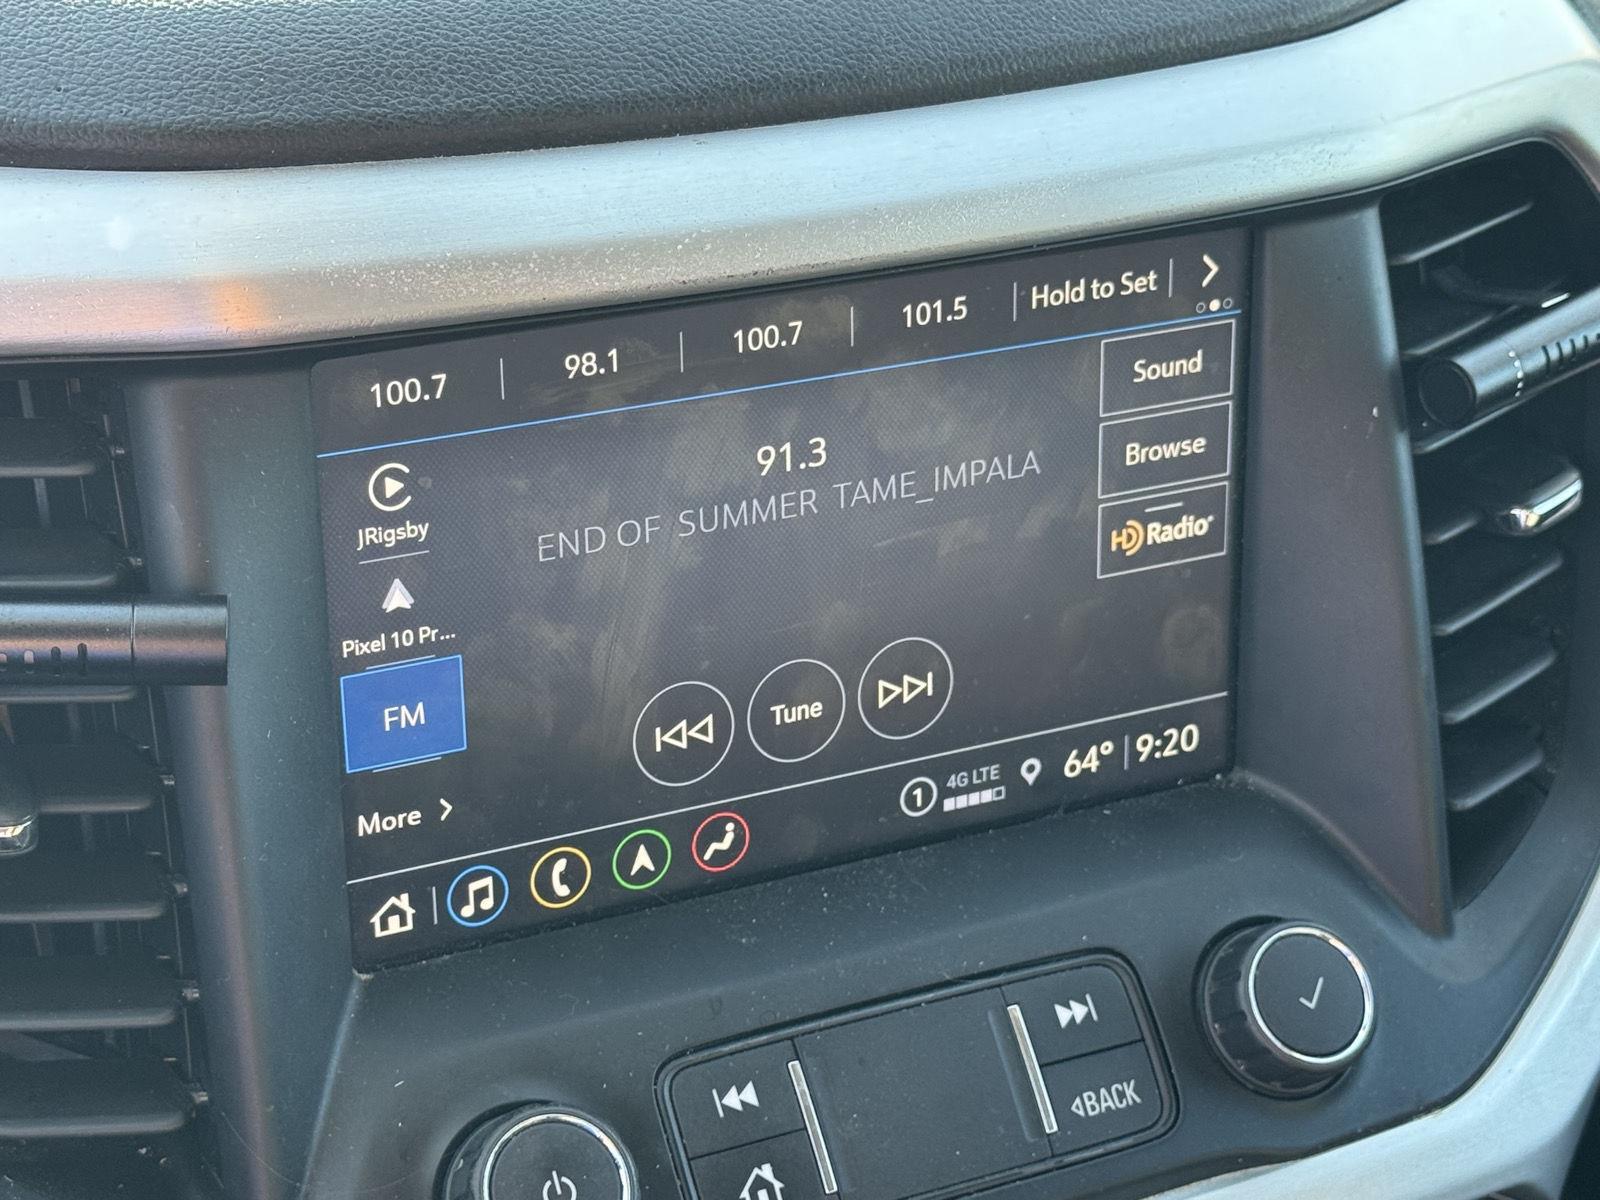 100.7 98.1 100.7 101.5 Hold to Set
JRigsby
Pixel 10 Pr...
FM
More
91.3
END OF SUMMER TAME_IMPALA
Tune
Sound
Browse
HD Radio
1 4G LTE 64° 9:20
BACK